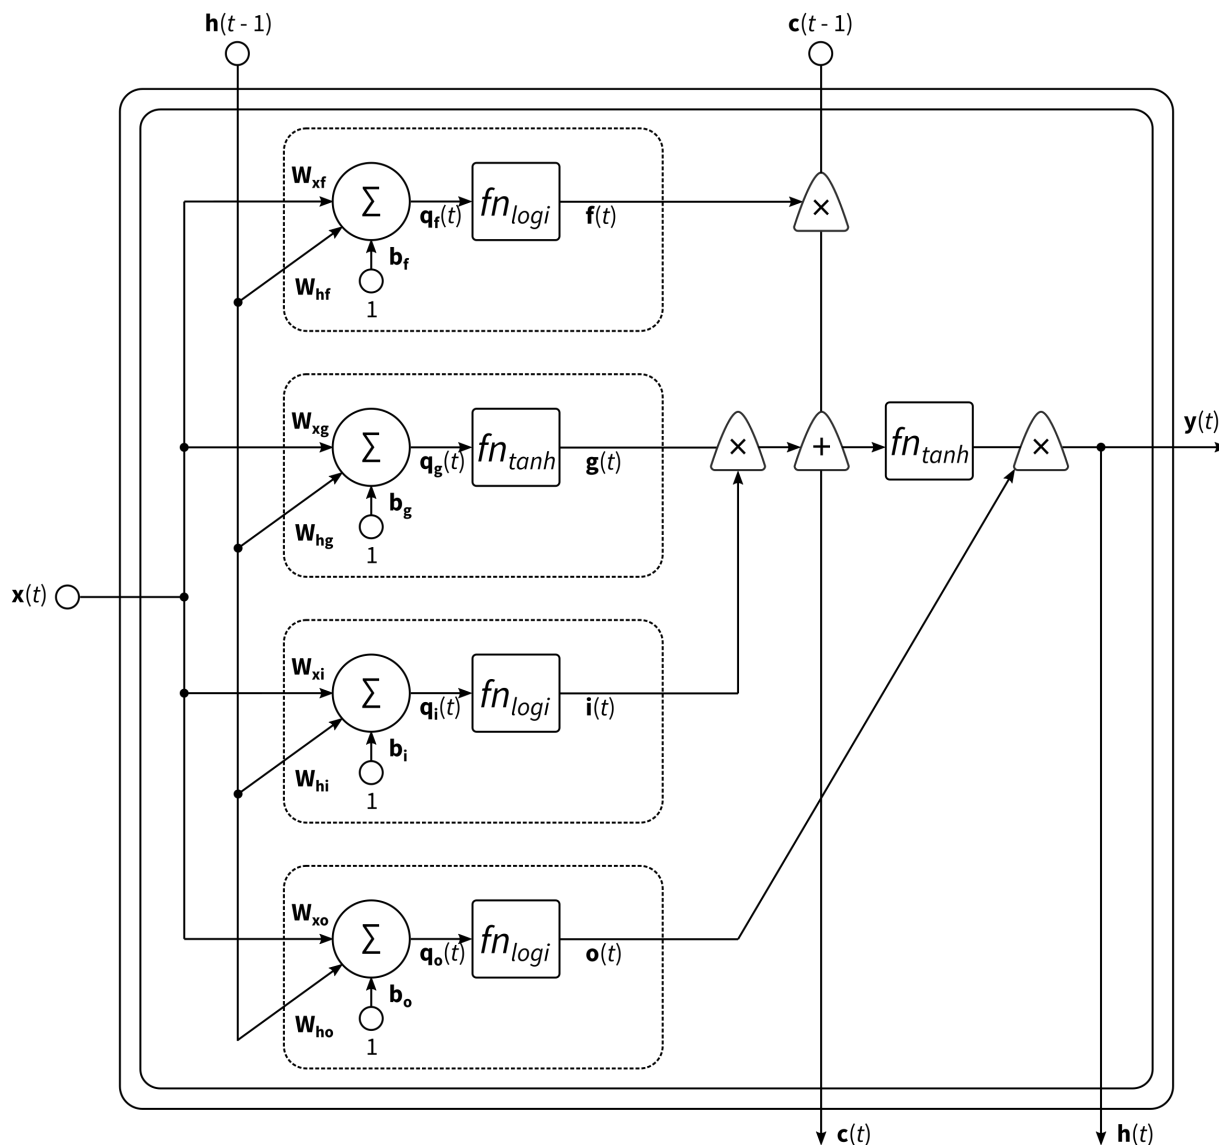 h(t - 1)
c(t - 1)
W_xf
Σ
q_f(t)
fn_logi
f(t)
×
b_f
W_hf
1
W_xg
Σ
q_g(t)
fn_tanh
g(t)
×
+
fn_tanh
×
y(t)
b_g
W_hg
1
x(t)
W_xi
Σ
q_i(t)
fn_logi
i(t)
b_i
W_hi
1
W_xo
Σ
q_o(t)
fn_logi
o(t)
b_o
W_ho
1
c(t)
h(t)